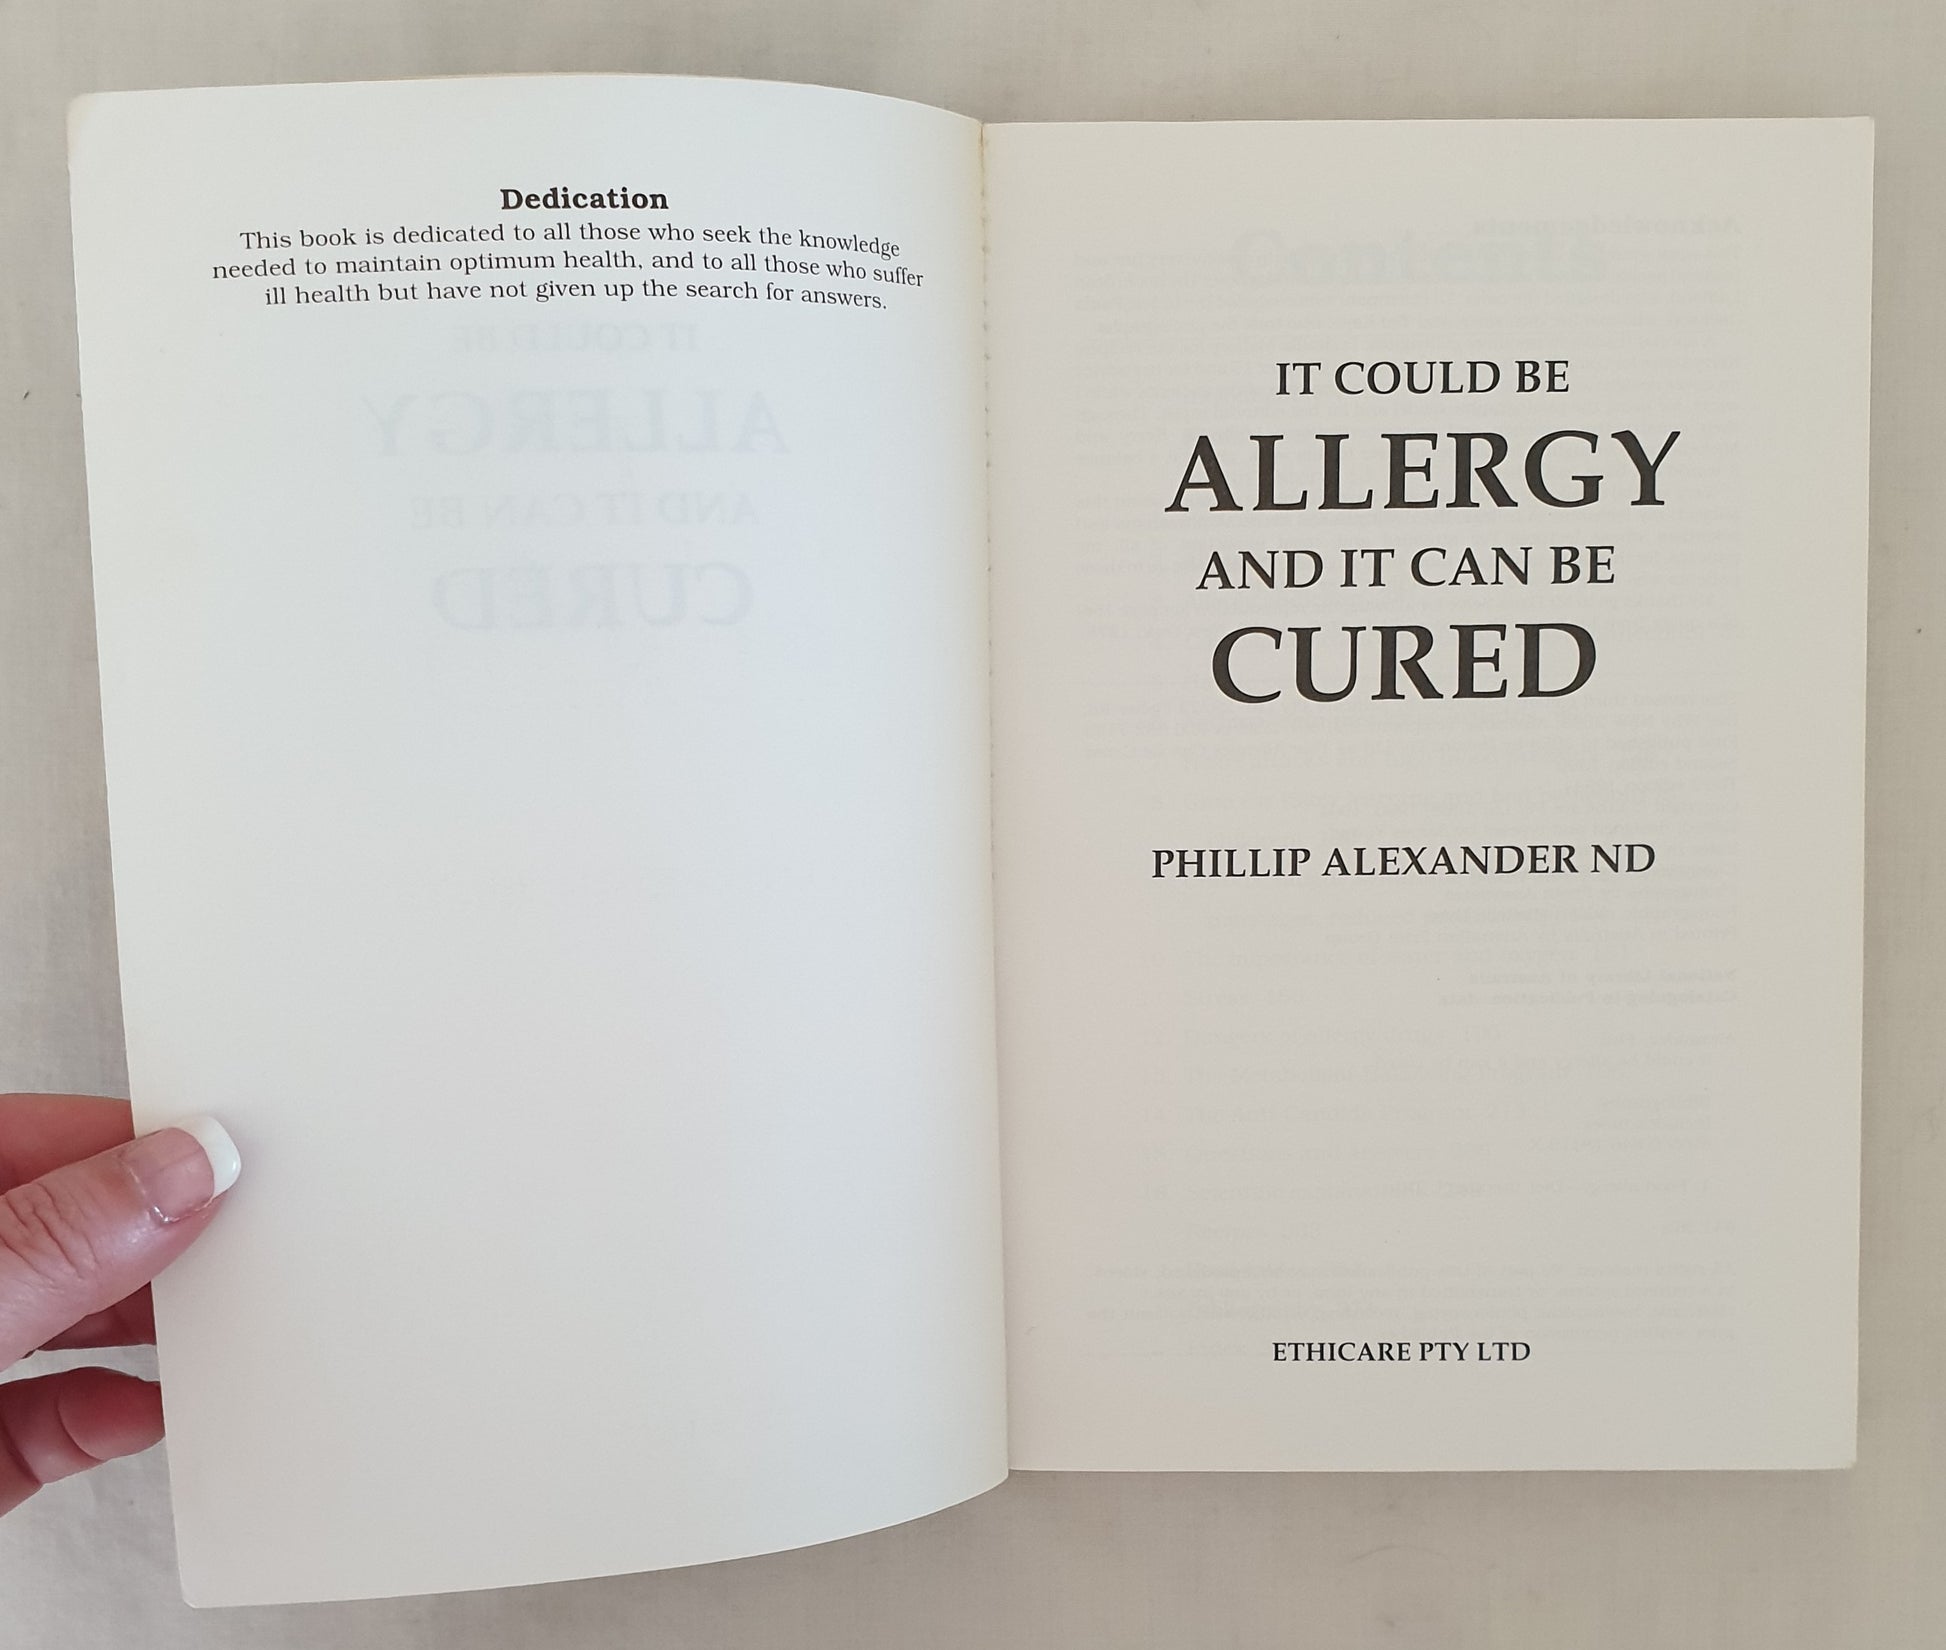 Dedication
This book is dedicated to all those who seek the knowledge
needed to maintain optimum health, and to all those who suffer
ill health but have not given up the search for answers.
IT COULD BE
ALLERGY
AND IT CAN BE
CURED
PHILLIP ALEXANDER ND
ETHICARE PTY LTD